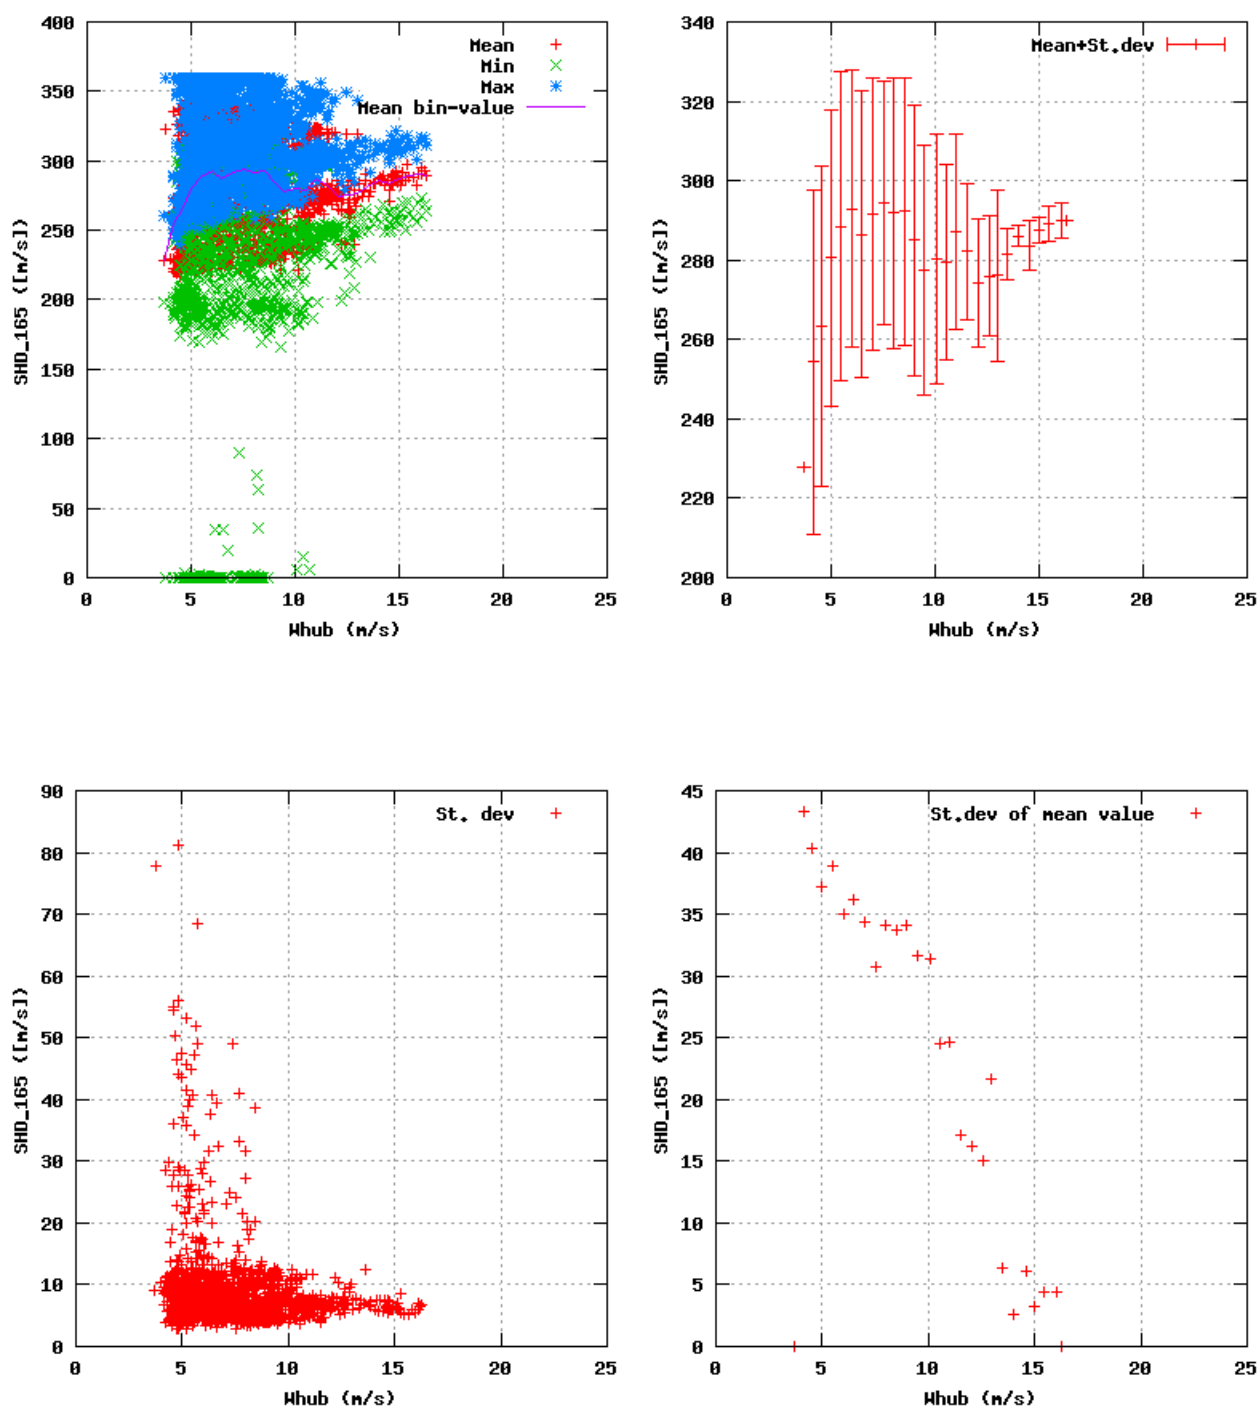 400
350
300
250
200
150
100
50
0
SHD_165 ([m/s])
0 5 10 15 20 25
Whub (m/s)
Mean
Min
Max
Mean bin-value
340
320
300
280
260
240
220
200
SHD_165 ([m/s])
0 5 10 15 20 25
Whub (m/s)
Mean+St.dev
90
80
70
60
50
40
30
20
10
0
SHD_165 ([m/s])
0 5 10 15 20 25
Whub (m/s)
St. dev
45
40
35
30
25
20
15
10
5
0
SHD_165 ([m/s])
0 5 10 15 20 25
Whub (m/s)
St.dev of mean value